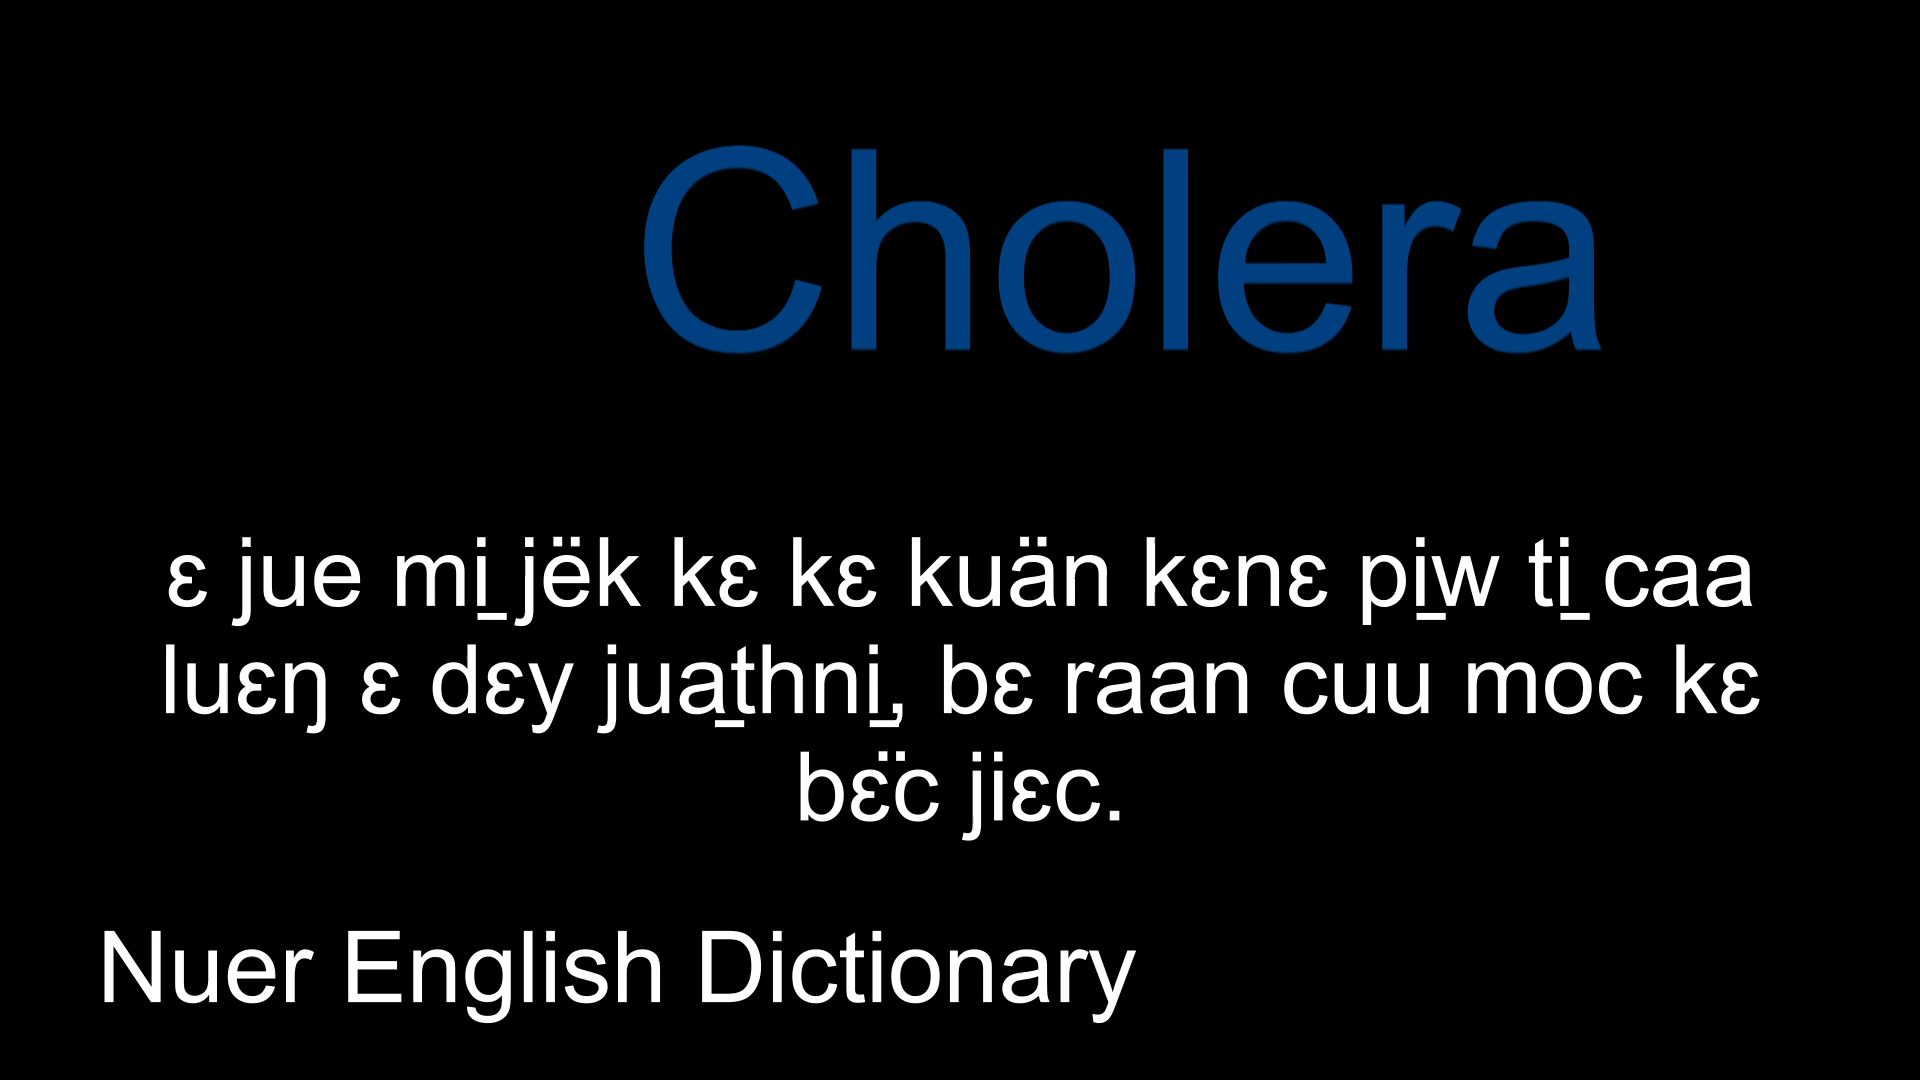 Cholera
ɛ jue mi̱ jëk kɛ kɛ kuän kɛnɛ pi̱w ti̱ caa
luɛŋ ɛ dɛy jua̱thni̱, bɛ raan cuu moc kɛ
bɛ̈c jiɛc.
Nuer English Dictionary